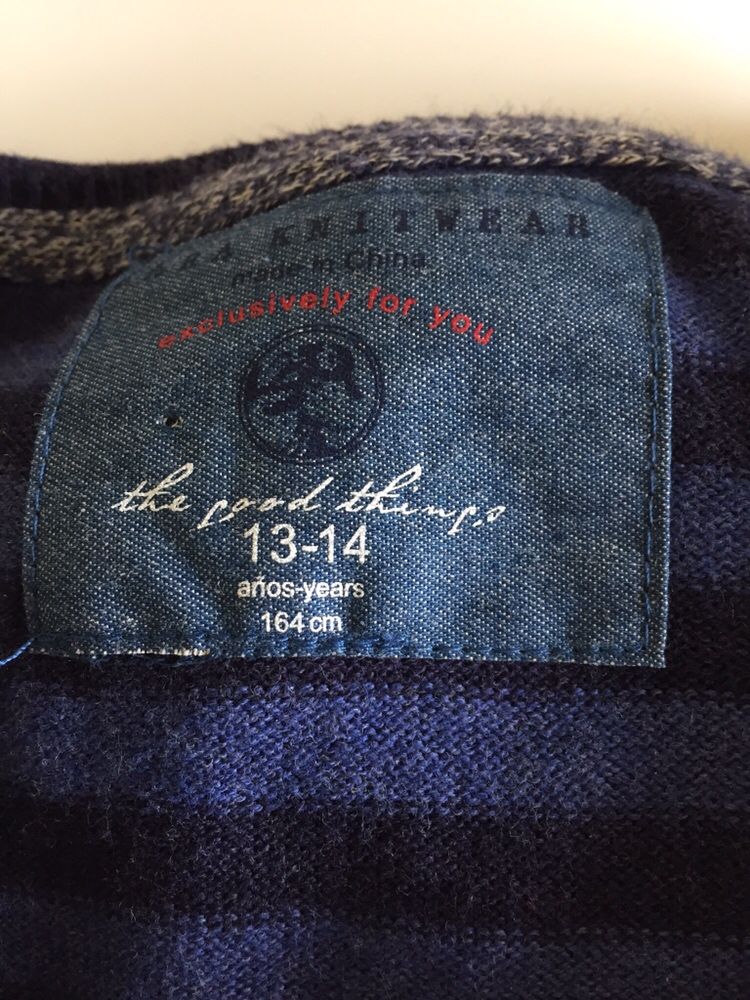 KNITWEAR
made in China
exclusively for you
the good things
13-14
años-years
164 cm